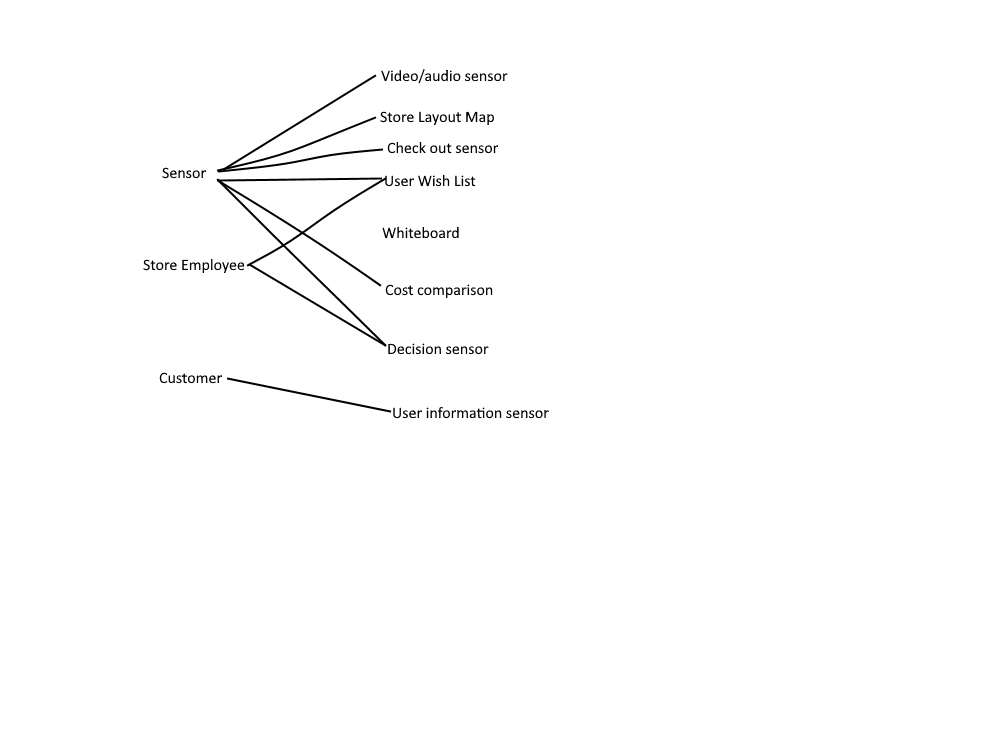 Video/audio sensor
Store Layout Map
Check out sensor
Sensor
User Wish List
Whiteboard
Store Employee
Cost comparison
Decision sensor
Customer
User information sensor